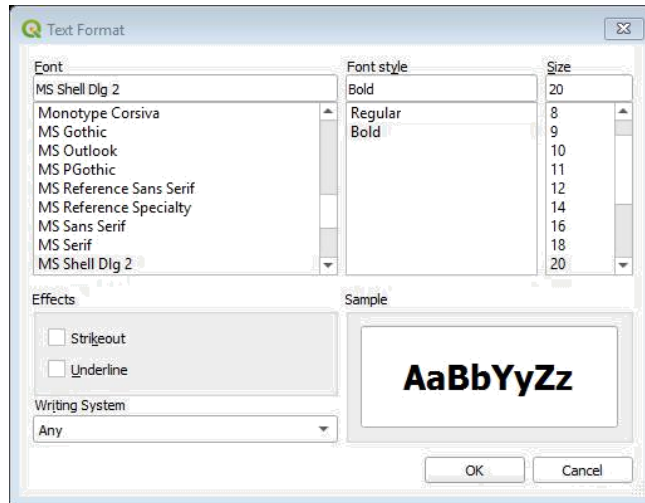 Text Format
Font
MS Shell Dlg 2
Monotype Corsiva
MS Gothic
MS Outlook
MS PGothic
MS Reference Sans Serif
MS Reference Specialty
MS Sans Serif
MS Serif
MS Shell Dlg 2
Font style
Bold
Regular
Bold
Size
20
8
9
10
11
12
14
16
18
20
Effects
Strikeout
Underline
Writing System
Any
Sample
AaBbYyZz
OK
Cancel